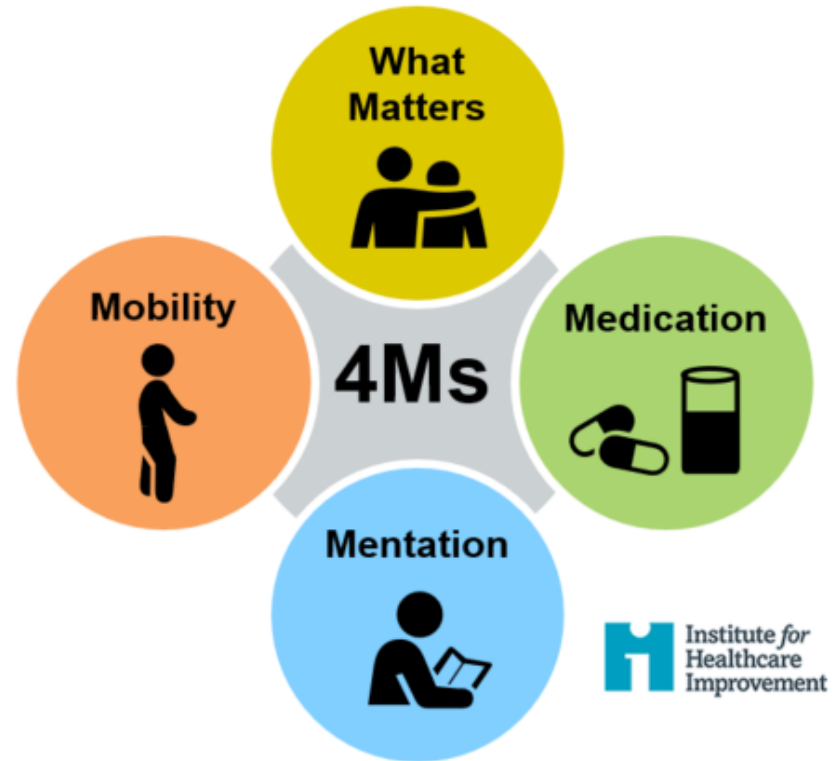 What
Matters
Mobility
4Ms
Medication
Mentation
Institute for
Healthcare
Improvement